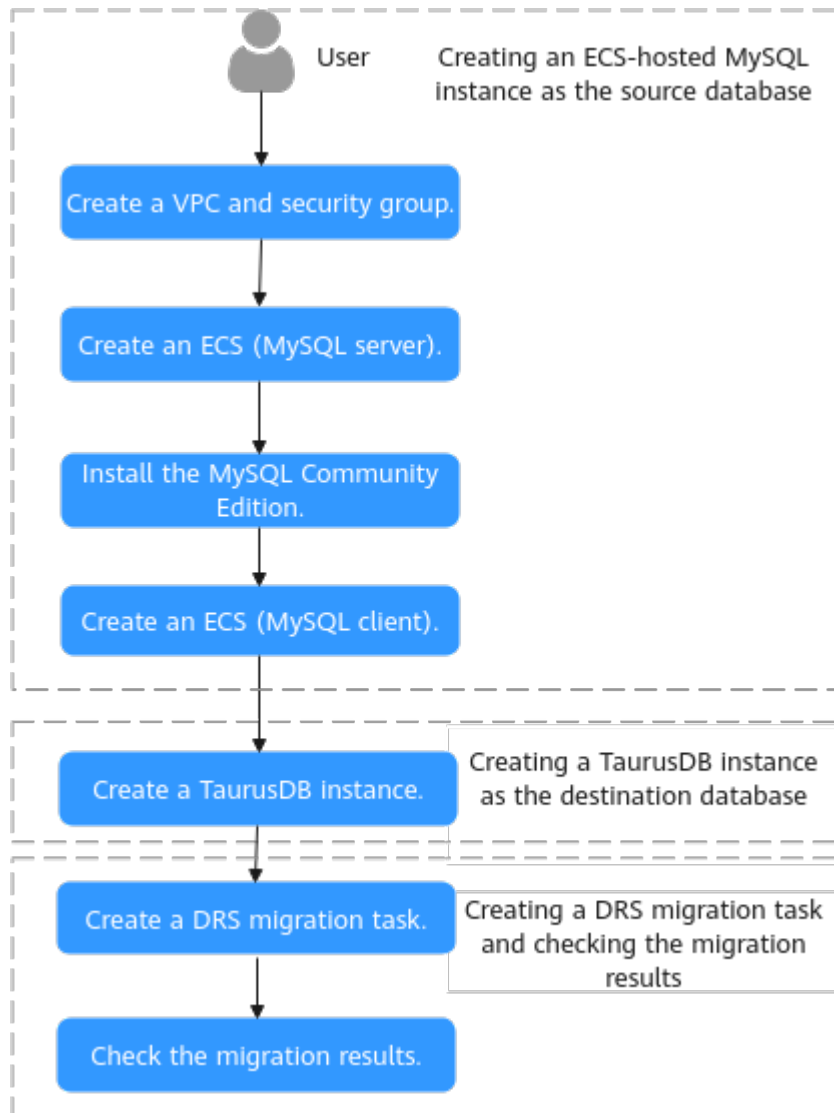 User
Creating an ECS-hosted MySQL
instance as the source database
Create a VPC and security group.
Create an ECS (MySQL server).
Install the MySQL Community
Edition.
Create an ECS (MySQL client).
Creating a TaurusDB instance
as the destination database
Create a TaurusDB instance.
Creating a DRS migration task
and checking the migration
results
Create a DRS migration task.
Check the migration results.